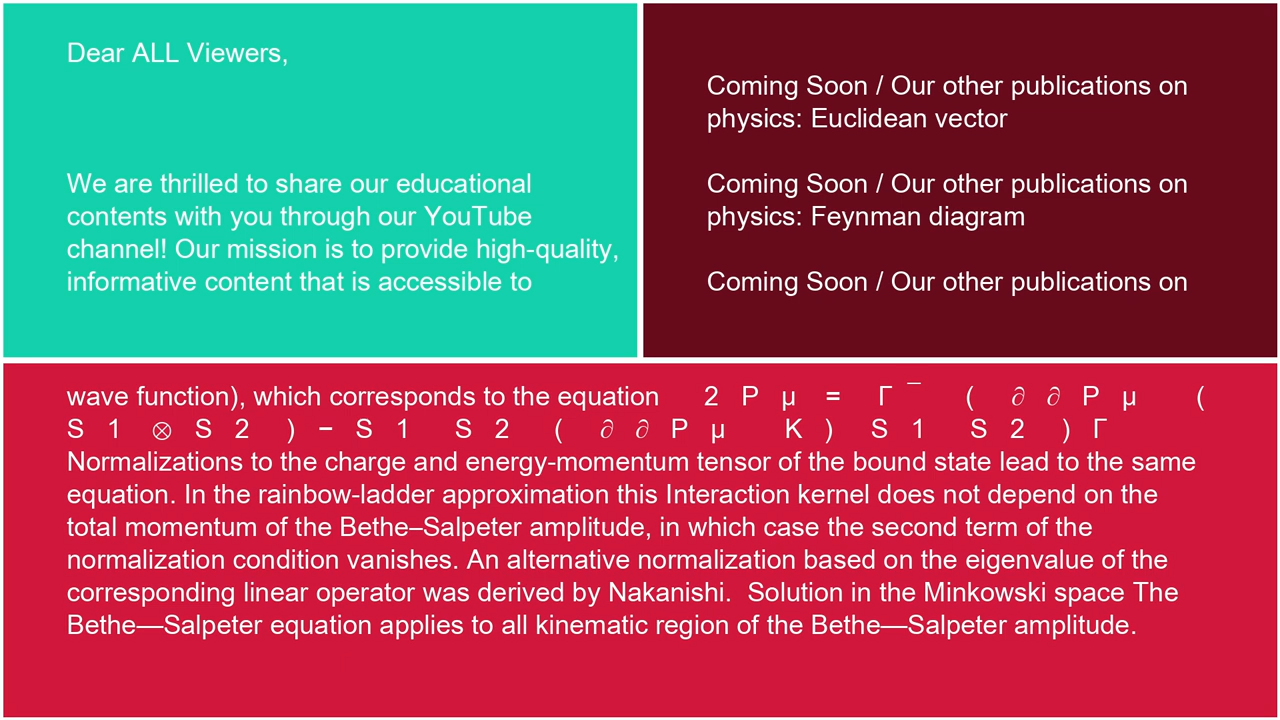 Dear ALL Viewers,
We are thrilled to share our educational
contents with you through our YouTube
channel! Our mission is to provide high-quality,
informative content that is accessible to
Coming Soon / Our other publications on
physics: Euclidean vector
Coming Soon / Our other publications on
physics: Feynman diagram
Coming Soon / Our other publications on
wave function), which corresponds to the equation 2 P μ = Γ ¯ ( ∂ ∂ P μ (
S 1 ⊗ S 2 ) − S 1 S 2 ( ∂ ∂ P μ K ) S 1 S 2 ) Γ
Normalizations to the charge and energy-momentum tensor of the bound state lead to the same
equation. In the rainbow-ladder approximation this Interaction kernel does not depend on the
total momentum of the Bethe–Salpeter amplitude, in which case the second term of the
normalization condition vanishes. An alternative normalization based on the eigenvalue of the
corresponding linear operator was derived by Nakanishi. Solution in the Minkowski space The
Bethe—Salpeter equation applies to all kinematic region of the Bethe—Salpeter amplitude.